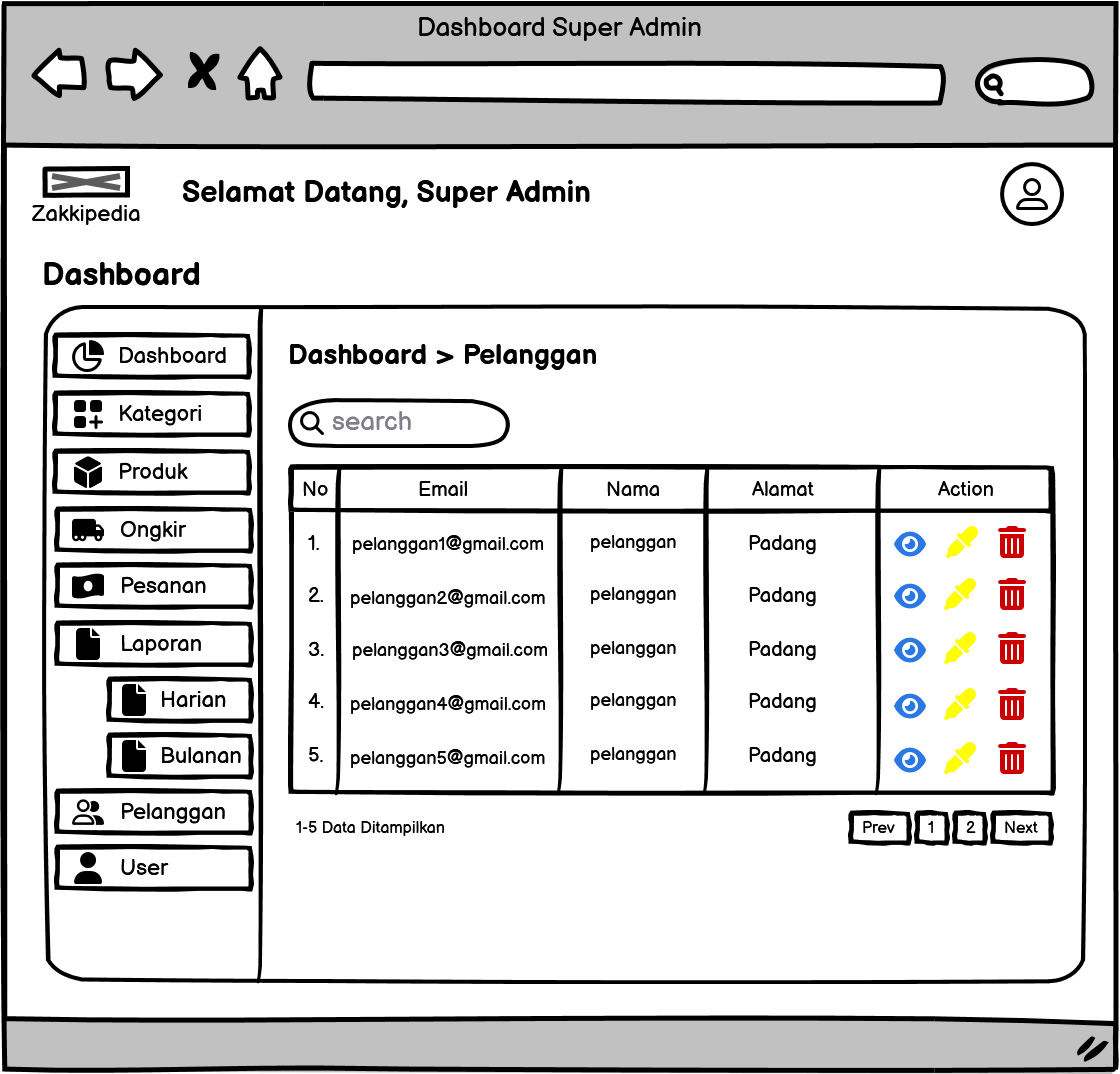 Dashboard Super Admin
Zakkipedia
Selamat Datang, Super Admin
Dashboard
Dashboard
Kategori
Produk
Ongkir
Pesanan
Laporan
Harian
Bulanan
Pelanggan
User
Dashboard > Pelanggan
search
No Email Nama Alamat Action
1. pelanggan1@gmail.com pelanggan Padang
2. pelanggan2@gmail.com pelanggan Padang
3. pelanggan3@gmail.com pelanggan Padang
4. pelanggan4@gmail.com pelanggan Padang
5. pelanggan5@gmail.com pelanggan Padang
1-5 Data Ditampilkan
Prev 1 2 Next